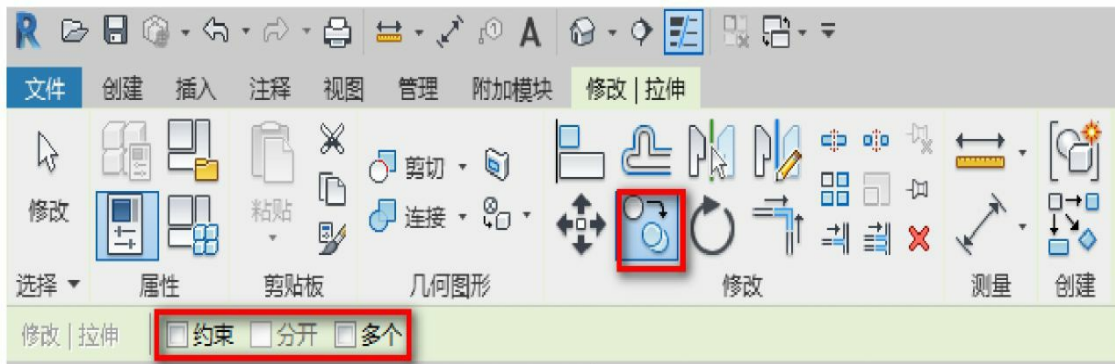 文件 创建 插入 注释 视图 管理 附加模块 修改 | 拉伸
修改 粘贴 剪切 连接
选择 属性 剪贴板 几何图形 修改 测量 创建
修改 | 拉伸 约束 分开 多个